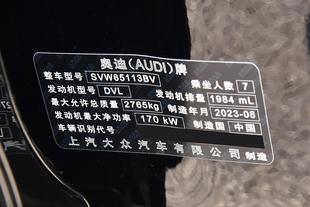 奥迪(AUDI)牌
整车型号 SVW65113BV 乘坐人数 7
发动机型号 DVL 发动机排量 1984 mL
最大允许总质量 2765kg 制造年月 2023-08
发动机最大净功率 170 kW 制造国 中国
车辆识别代号
上汽大众汽车有限公司 制造